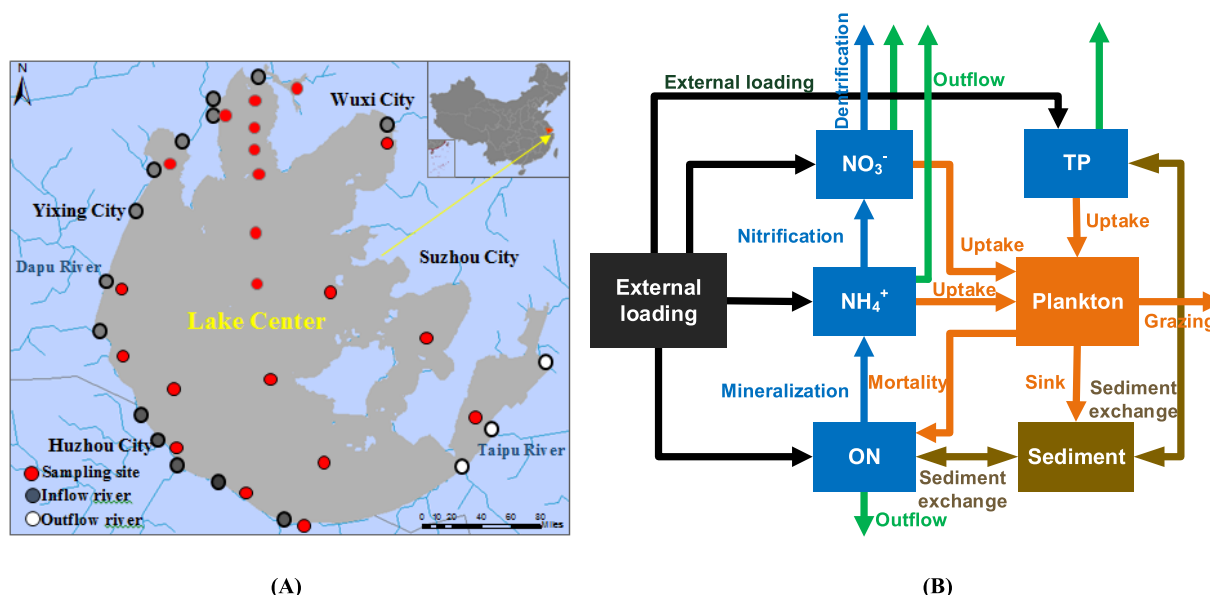 N
Wuxi City
Yixing City
Dapu River
Suzhou City
Lake Center
Huzhou City
Taipu River
Sampling site
Inflow river
Outflow river
0 10 20 40 60 80
Miles
(A)
Dentrification
Outflow
External loading
NO₃⁻
TP
Uptake
Nitrification
Uptake
External
loading
NH₄⁺
Uptake
Plankton
Grazing
Mineralization
Mortality
Sink
Sediment
exchange
ON
Sediment
exchange
Sediment
Outflow
(B)